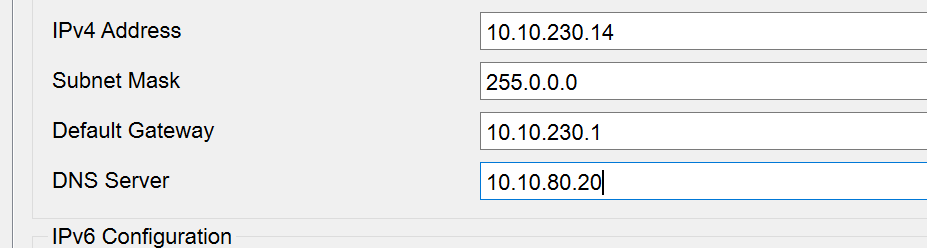 IPv4 Address 10.10.230.14
Subnet Mask 255.0.0.0
Default Gateway 10.10.230.1
DNS Server 10.10.80.20
IPv6 Configuration